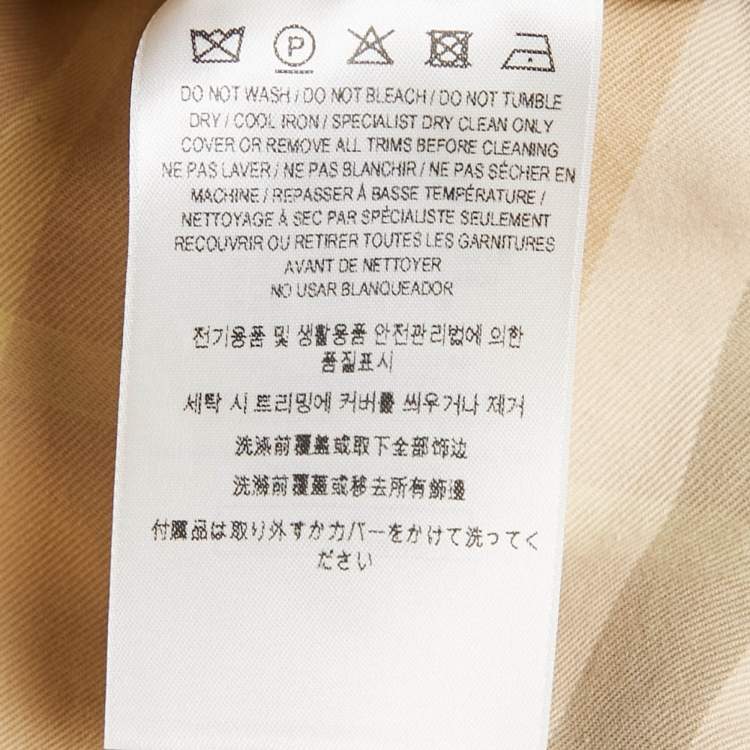 P
DO NOT WASH / DO NOT BLEACH / DO NOT TUMBLE
DRY / COOL IRON / SPECIALIST DRY CLEAN ONLY
COVER OR REMOVE ALL TRIMS BEFORE CLEANING
NE PAS LAVER / NE PAS BLANCHIR / NE PAS SÉCHER EN
MACHINE / REPASSER À BASSE TEMPÉRATURE /
NETTOYAGE À SEC PAR SPÉCIALISTE SEULEMENT
RECOUVRIR OU RETIRER TOUTES LES GARNITURES
AVANT DE NETTOYER
NO USAR BLANQUEADOR
전기용품 및 생활용품 안전관리법에 의한
품질표시
세탁 시 트리밍에 커버를 씌우거나 제거
洗涤前覆盖或取下全部饰边
洗滌前覆蓋或移去所有飾邊
付属品は取り外すかカバーをかけて洗ってく
ださい